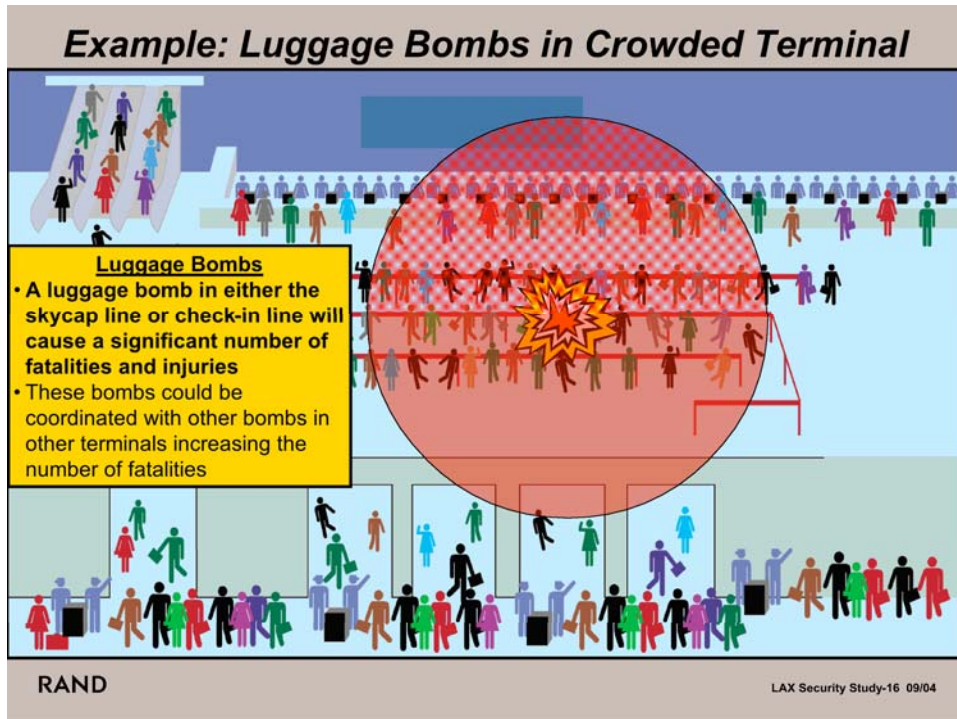 Example: Luggage Bombs in Crowded Terminal
Luggage Bombs
• A luggage bomb in either the
skycap line or check-in line will
cause a significant number of
fatalities and injuries
• These bombs could be
coordinated with other bombs in
other terminals increasing the
number of fatalities
RAND
LAX Security Study-16 09/04